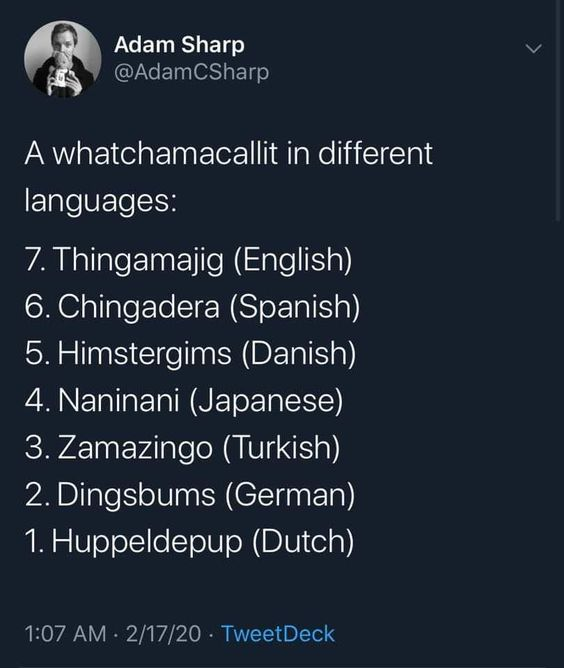 Adam Sharp
@AdamCSharp
A whatchamacallit in different
languages:
7. Thingamajig (English)
6. Chingadera (Spanish)
5. Himstergims (Danish)
4. Naninani (Japanese)
3. Zamazingo (Turkish)
2. Dingsbums (German)
1. Huppeldepup (Dutch)
1:07 AM · 2/17/20 · TweetDeck